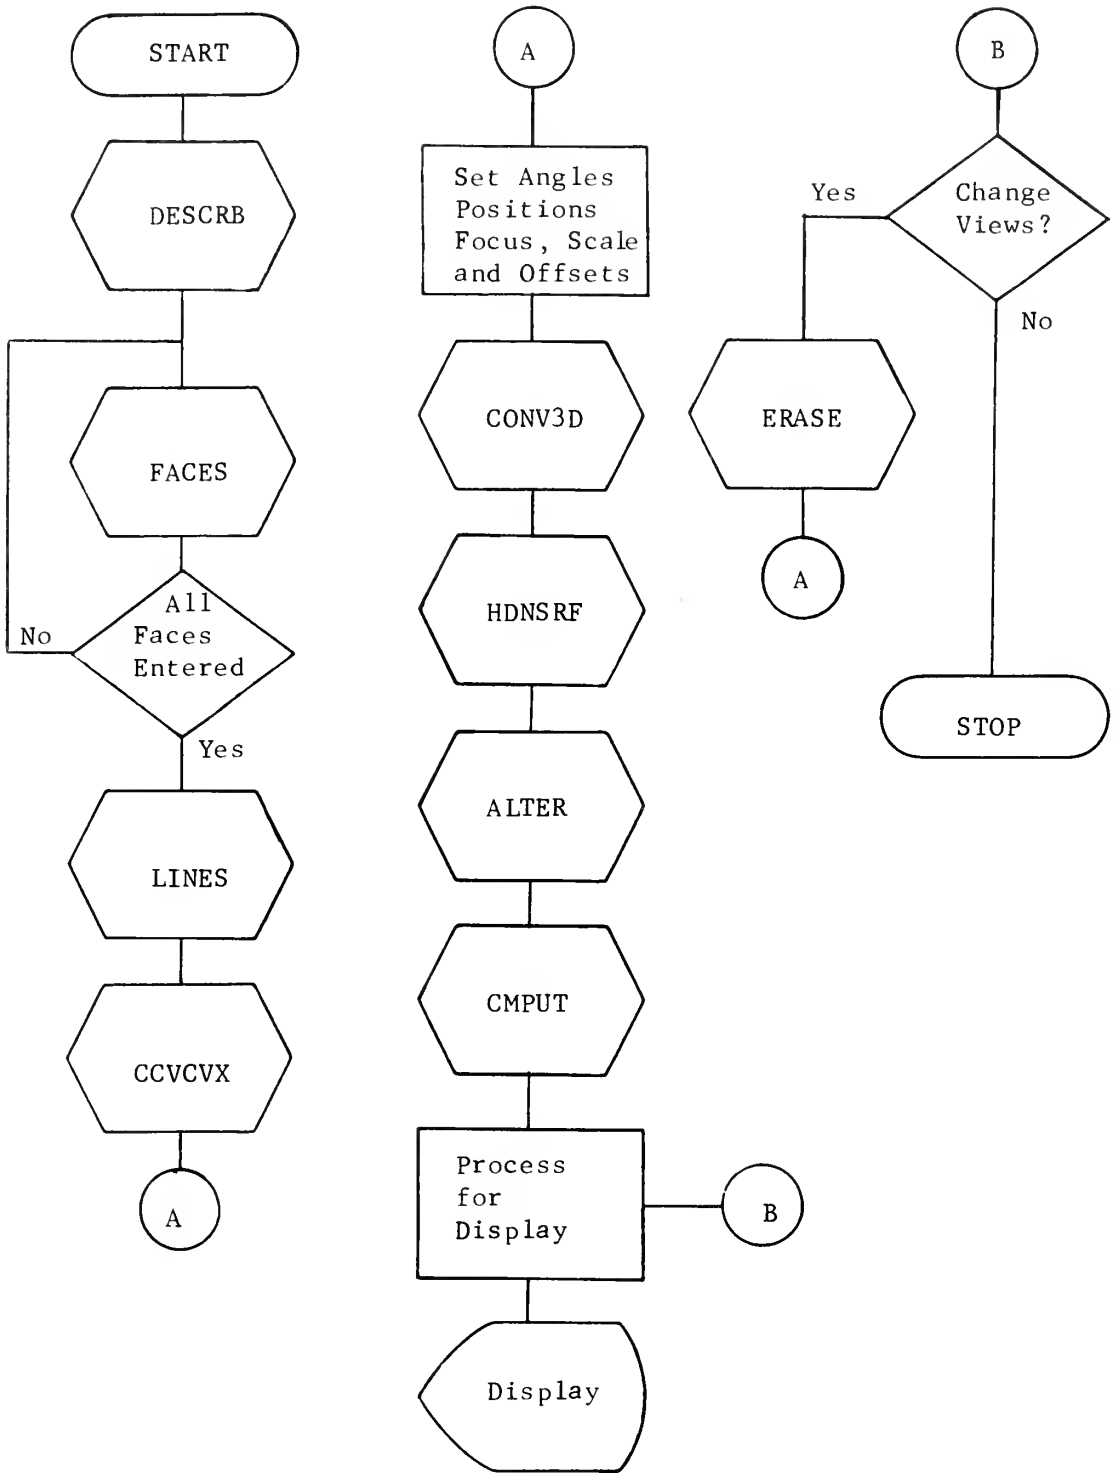 START
DESCRB
FACES
All
Faces
Entered
No
Yes
LINES
CCVCVX
A
A
Set Angles
Positions
Focus, Scale
and Offsets
CONV3D
HDNSRF
ALTER
CMPUT
Process
for
Display
B
Display
B
Change
Views?
Yes
No
ERASE
A
STOP